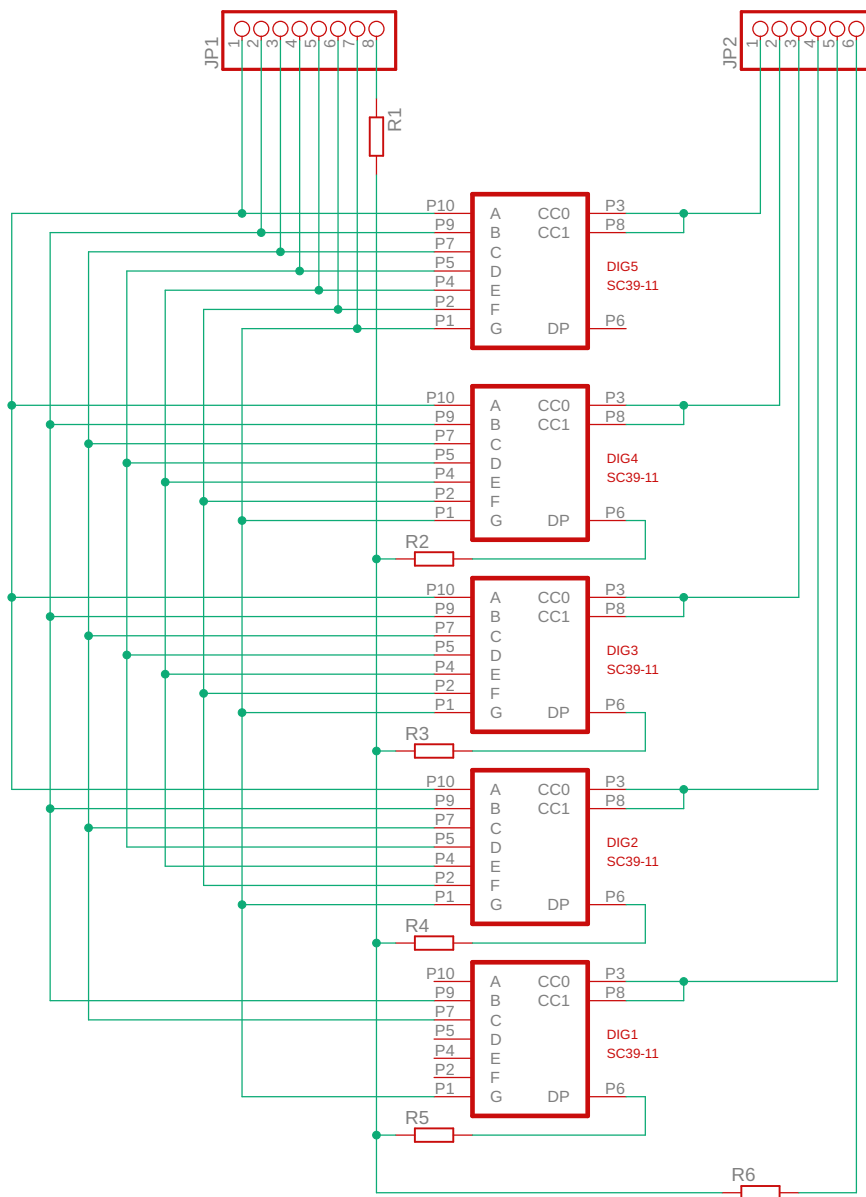 JP1
1 2 3 4 5 6 7 8
JP2
1 2 3 4 5 6
R1
P10 A CC0 P3
P9 B CC1 P8
P7 C
P5 D
P4 E
P2 F
P1 G DP P6
DIG5
SC39-11
P10 A CC0 P3
P9 B CC1 P8
P7 C
P5 D
P4 E
P2 F
P1 G DP P6
DIG4
SC39-11
R2
P10 A CC0 P3
P9 B CC1 P8
P7 C
P5 D
P4 E
P2 F
P1 G DP P6
DIG3
SC39-11
R3
P10 A CC0 P3
P9 B CC1 P8
P7 C
P5 D
P4 E
P2 F
P1 G DP P6
DIG2
SC39-11
R4
P10 A CC0 P3
P9 B CC1 P8
P7 C
P5 D
P4 E
P2 F
P1 G DP P6
DIG1
SC39-11
R5
R6